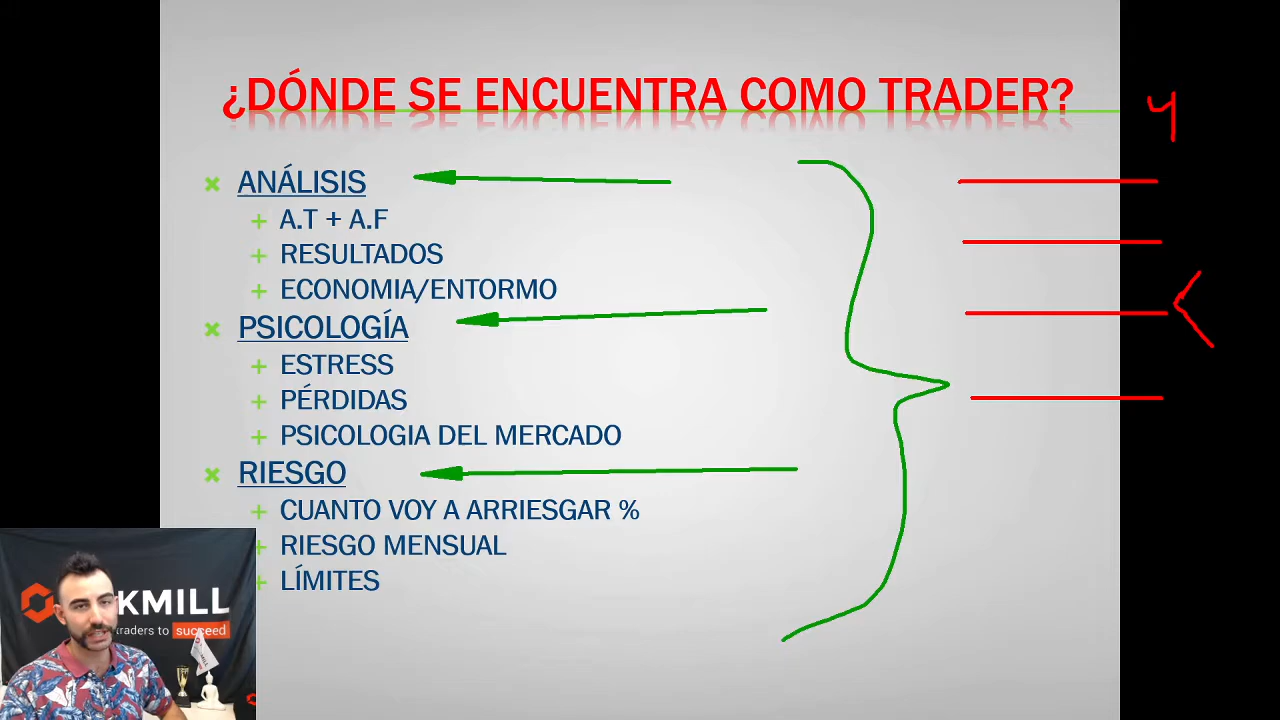 ¿DÓNDE SE ENCUENTRA COMO TRADER?
4
ANÁLISIS
A.T + A.F
RESULTADOS
ECONOMIA/ENTORMO
PSICOLOGÍA
ESTRESS
PÉRDIDAS
PSICOLOGIA DEL MERCADO
RIESGO
CUANTO VOY A ARRIESGAR %
RIESGO MENSUAL
LÍMITES
KMILL
traders to succeed